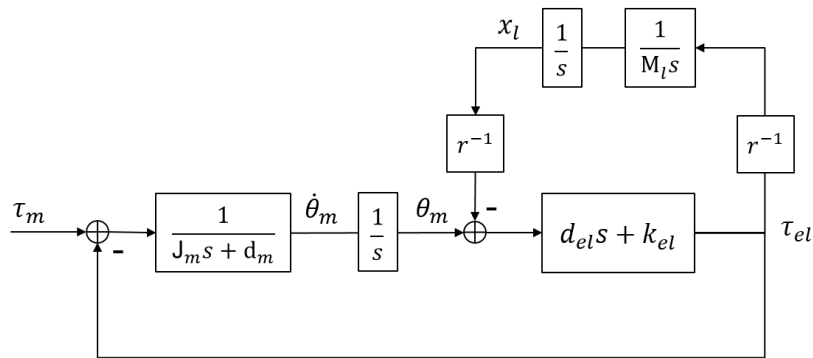 x_l
1/s
1/(M_l s)
r⁻¹
r⁻¹
τ_m
-
1/(J_m s + d_m)
θ̇_m
1/s
θ_m
-
d_el s + k_el
τ_el